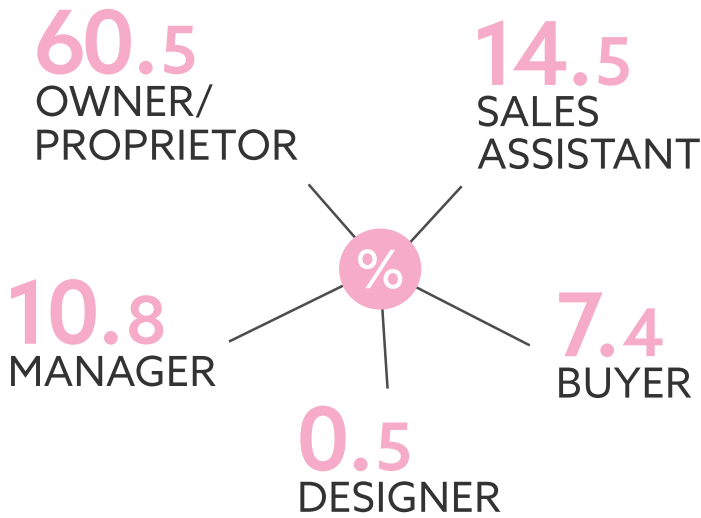 60.5
OWNER/
PROPRIETOR
14.5
SALES
ASSISTANT
%
10.8
MANAGER
7.4
BUYER
0.5
DESIGNER